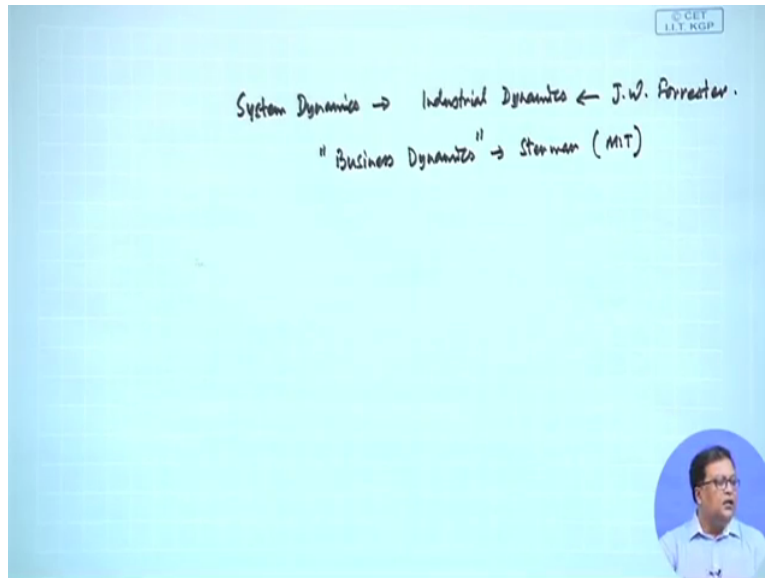 © CET
I.I.T. KGP
System Dynamics → Industrial Dynamics ← J.W. Forrester.
"Business Dynamics" → Sterman (MIT)